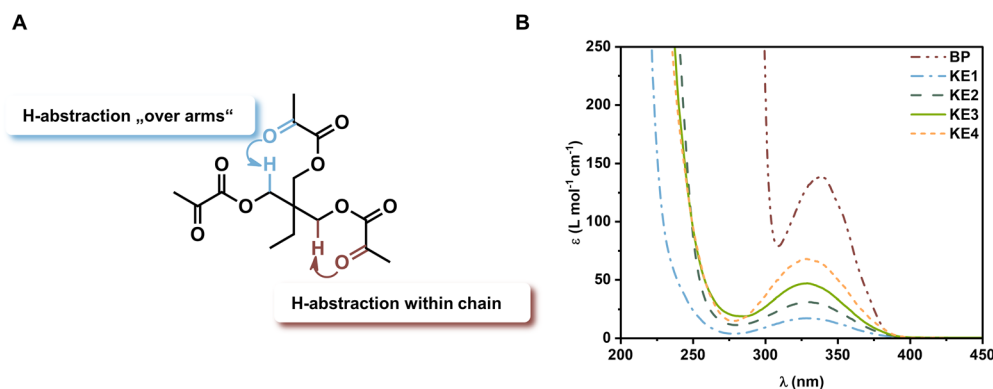 A
H-abstraction „over arms“
O
O
H
O
O
O
O
O
O
H
O
H-abstraction within chain
B
250
200
150
100
50
0
ε (L mol-1 cm-1)
BP
KE1
KE2
KE3
KE4
200
250
300
350
400
450
λ (nm)